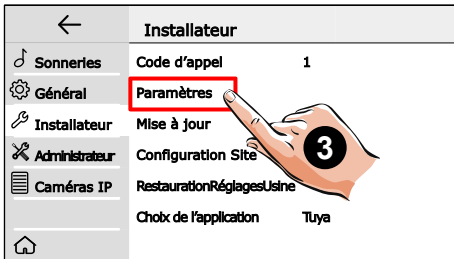 Installateur
Sonneries
Général
Installateur
Administrateur
Caméras IP
Code d'appel 1
Paramètres
Mise à jour
Configuration Site
RestaurationRéglagesUsine
Choix de l'application Tuya
3